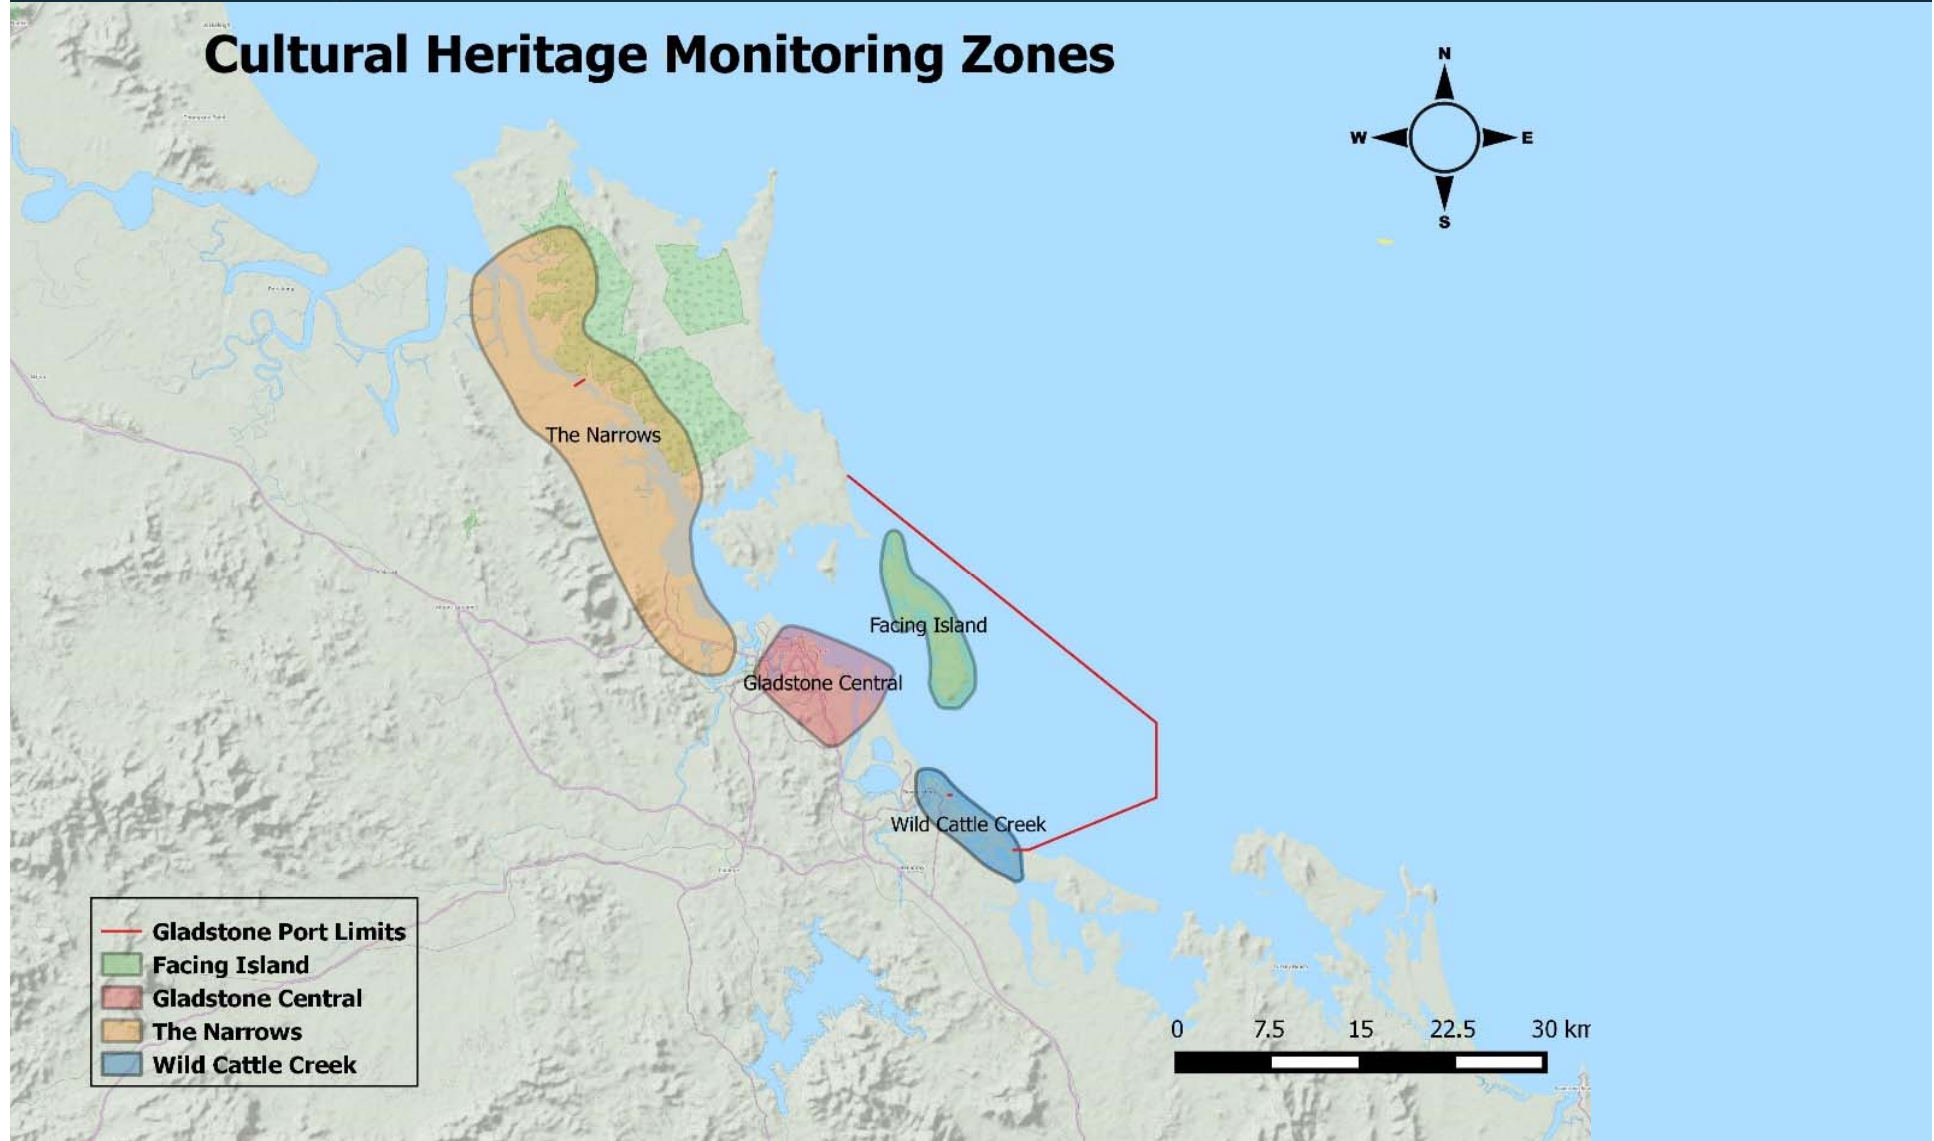 Cultural Heritage Monitoring Zones
N
W
E
S
The Narrows
Facing Island
Gladstone Central
Wild Cattle Creek
Gladstone Port Limits
Facing Island
Gladstone Central
The Narrows
Wild Cattle Creek
0 7.5 15 22.5 30 km